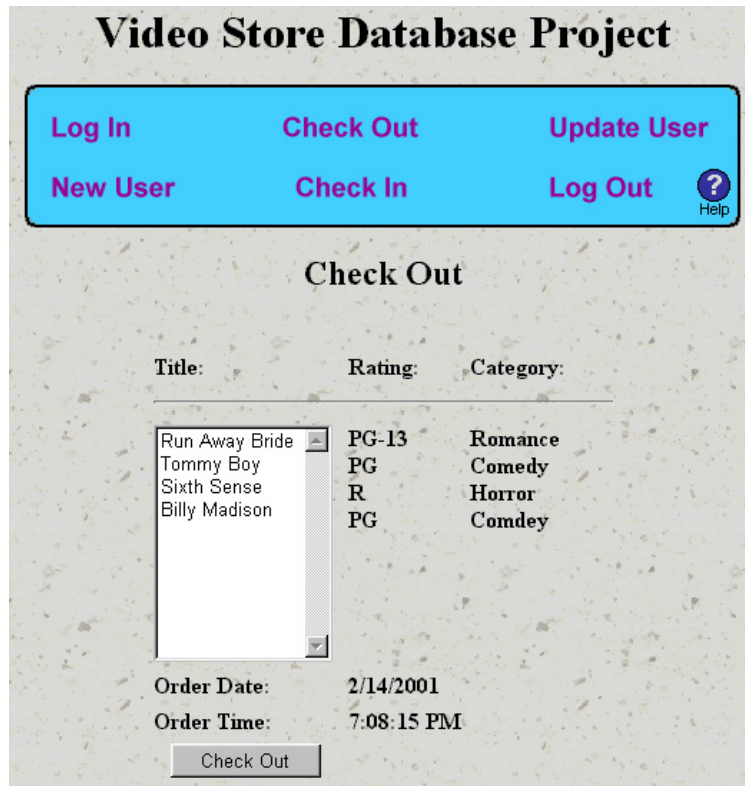 Video Store Database Project
Log In Check Out Update User
New User Check In Log Out ?
Help
Check Out
Title: Rating: Category:
Run Away Bride PG-13 Romance
Tommy Boy PG Comedy
Sixth Sense R Horror
Billy Madison PG Comdey
Order Date: 2/14/2001
Order Time: 7:08:15 PM
Check Out